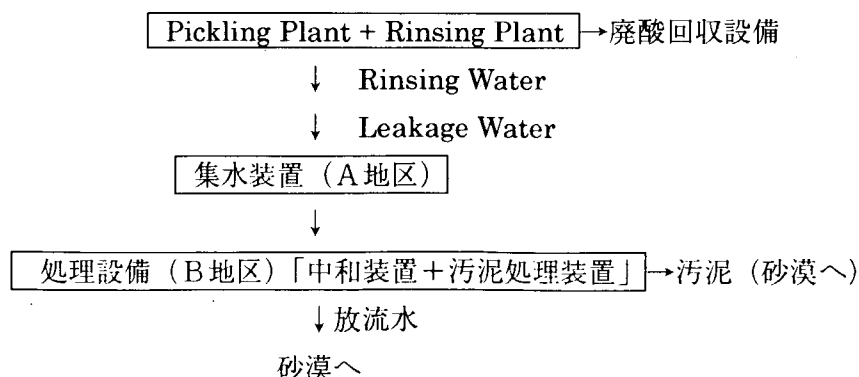 Pickling Plant + Rinsing Plant→廃酸回収設備
↓ Rinsing Water
↓ Leakage Water
集水装置（A地区）
↓
処理設備（B地区）「中和装置＋汚泥処理装置」→汚泥（砂漠へ）
↓放流水
砂漠へ